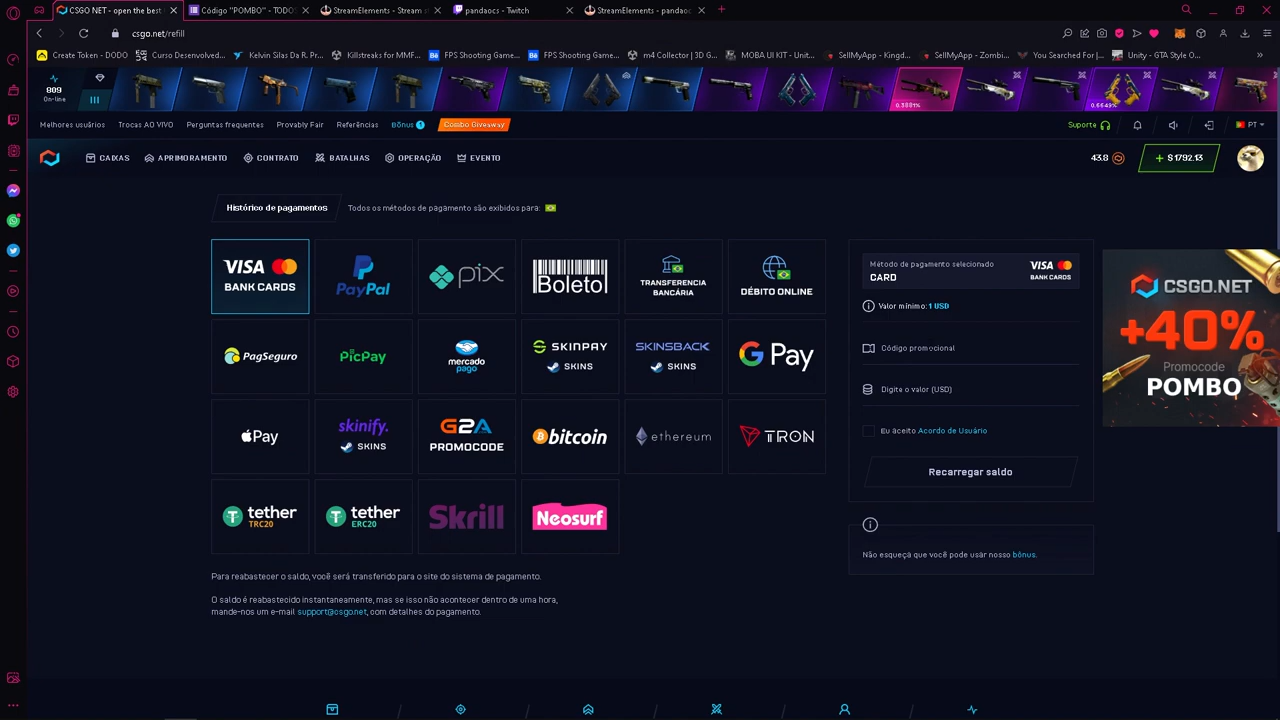 CSGO.NET - open the best
Código "POMBO" - TODOS
StreamElements - Stream s
pandaocs - Twitch
StreamElements - pandaoc
csgo.net/refill
Create Token - DODO
Curso Desenvolved...
Kelvin Silas Da R. Pr...
Killstreaks for MMF...
FPS Shooting Game...
FPS Shooting Game...
m4 Collector | 3D G...
MOBA UI KIT - Unit...
SellMyApp - Kingd...
SellMyApp - Zombi...
You Searched For |...
Unity - GTA Style O...
809
On-line
0.3881%
0.6649%
Melhores usuários
Trocas AO VIVO
Perguntas frequentes
Provably Fair
Referências
Bônus
Combo Giveaway
Suporte
PT
CAIXAS
APRIMORAMENTO
CONTRATO
BATALHAS
OPERAÇÃO
EVENTO
43.8
+ $ 1792.13
Histórico de pagamentos
Todos os métodos de pagamento são exibidos para:
VISA
BANK CARDS
PayPal
pix
Boleto
TRANSFERENCIA
BANCÁRIA
DÉBITO ONLINE
PagSeguro
PicPay
mercado
pago
SKINPAY
SKINS
SKINSBACK
SKINS
G Pay
Pay
skinify.
SKINS
G2A
PROMOCODE
bitcoin
ethereum
TRON
tether
TRC20
tether
ERC20
Skrill
Neosurf
Para reabastecer o saldo, você será transferido para o site do sistema de pagamento.
O saldo é reabastecido instantaneamente, mas se isso não acontecer dentro de uma hora,
mande-nos um e-mail support@csgo.net, com detalhes do pagamento.
Método de pagamento selecionado
CARD
VISA
BANK CARDS
Valor mínimo: 1 USD
Código promocional
Digite o valor (USD)
Eu aceito Acordo de Usuário
Recarregar saldo
Não esqueça que você pode usar nosso bônus.
CSGO.NET
+40%
Promocode
POMBO